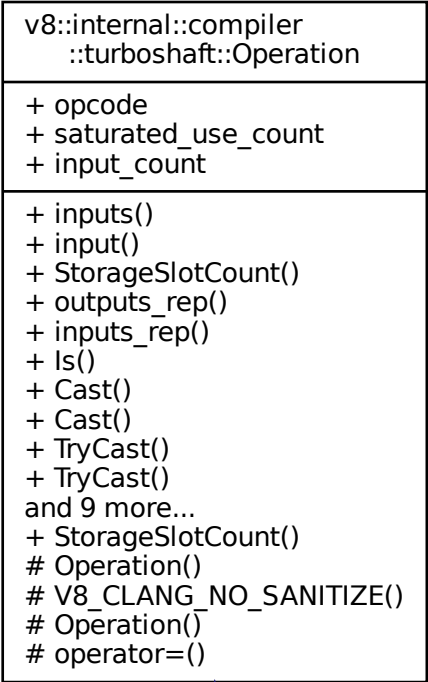 v8::internal::compiler
::turboshaft::Operation
+ opcode
+ saturated_use_count
+ input_count
+ inputs()
+ input()
+ StorageSlotCount()
+ outputs_rep()
+ inputs_rep()
+ Is()
+ Cast()
+ Cast()
+ TryCast()
+ TryCast()
and 9 more...
+ StorageSlotCount()
# Operation()
# V8_CLANG_NO_SANITIZE()
# Operation()
# operator=()